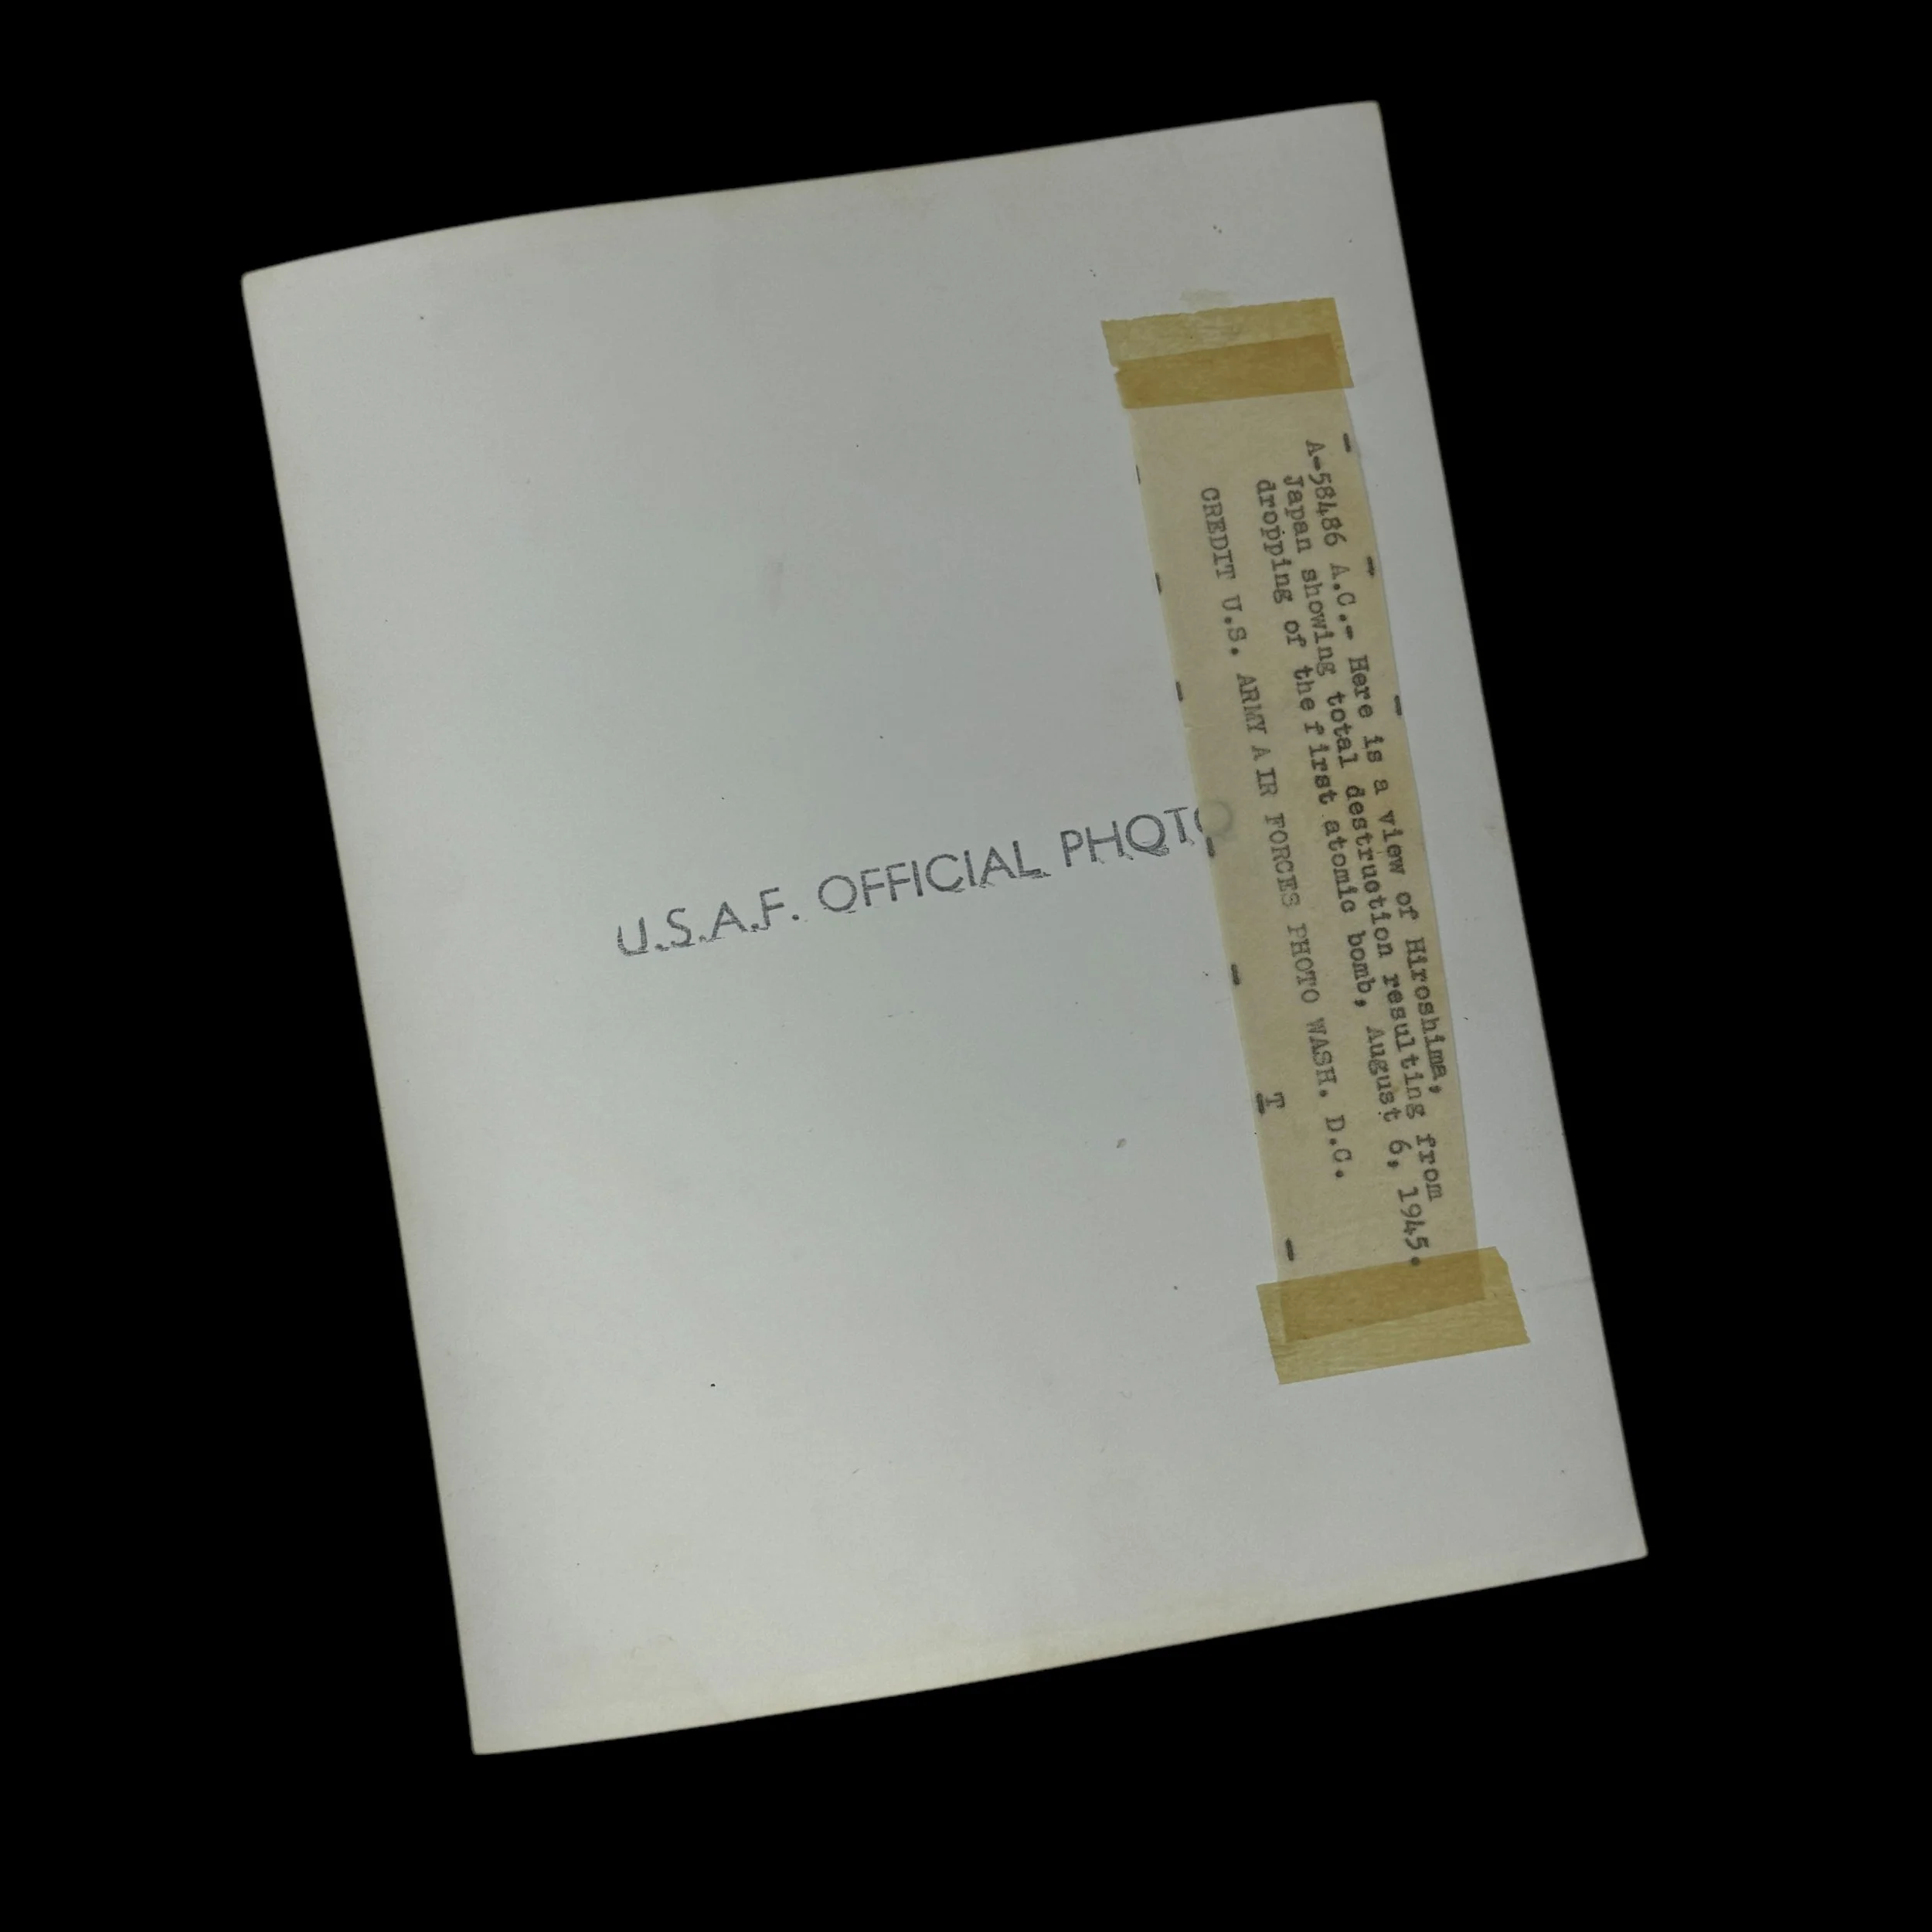 A-58486 A.C.- Here is a view of Hiroshima,
Japan showing total destruction resulting from
dropping of the first atomic bomb, August 6, 1945.
CREDIT U.S. ARMY AIR FORCES PHOTO WASH. D.C.
T
U.S.A.F. OFFICIAL PHOTO